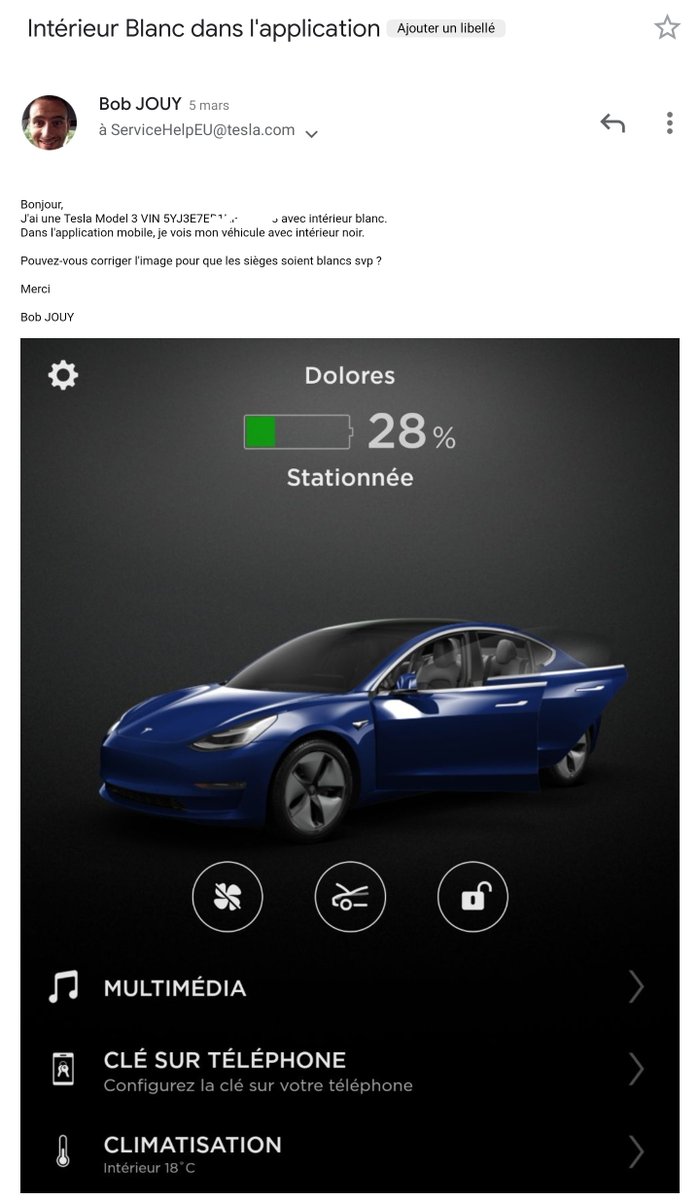 Intérieur Blanc dans l'application Ajouter un libellé
Bob JOUY 5 mars
à ServiceHelpEU@tesla.com
Bonjour,
J'ai une Tesla Model 3 VIN avec intérieur blanc.
Dans l'application mobile, je vois mon véhicule avec intérieur noir.
Pouvez-vous corriger l'image pour que les sièges soient blancs svp ?
Merci
Bob JOUY
Dolores
28 %
Stationnée
MULTIMÉDIA
CLÉ SUR TÉLÉPHONE
Configurez la clé sur votre téléphone
CLIMATISATION
Intérieur 18°C